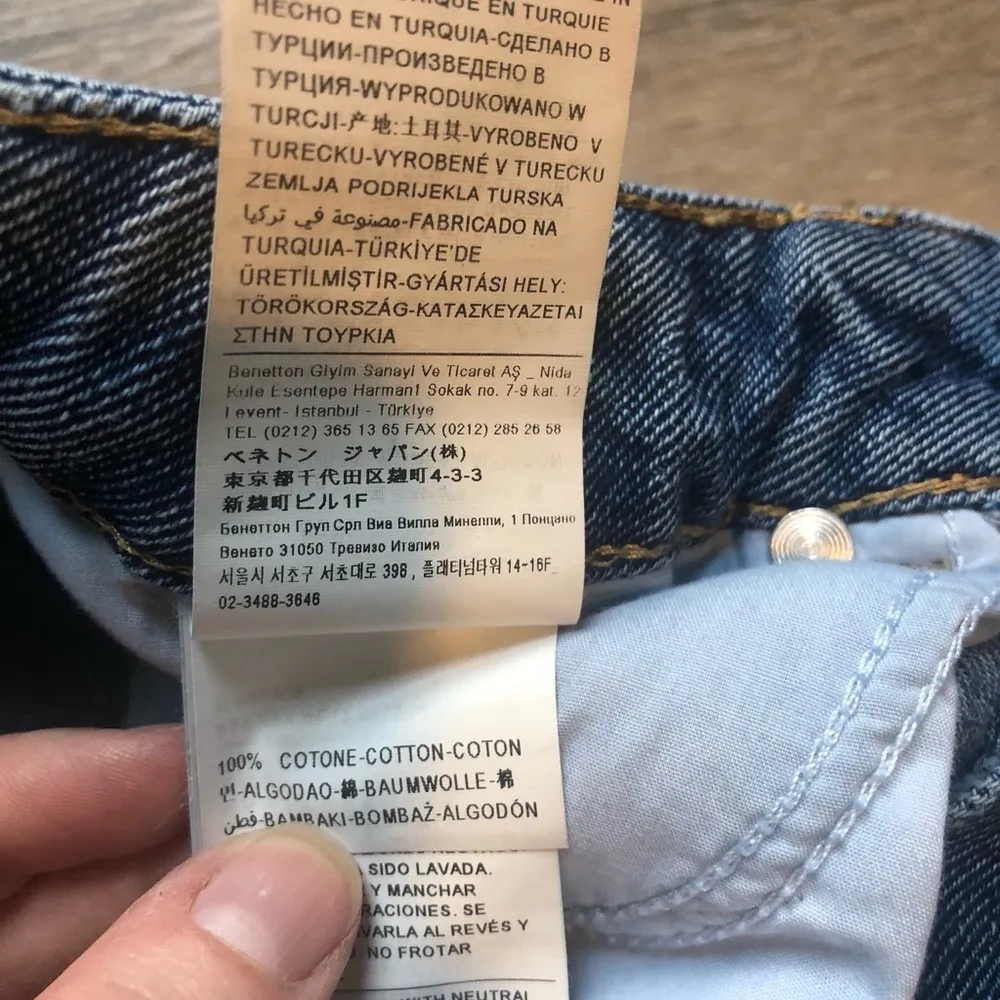 EN TURQUIE
HECHO EN TURQUIA-СДЕЛАНО В
ТУРЦИИ-ПРОИЗВЕДЕНО В
ТУРЦИЯ-WYPRODUKOWANO W
TURCJI-产地:土耳其-VYROBENO V
TURECKU-VYROBENÉ V TURECKU
ZEMLJA PODRIJEKLA TURSKA
مصنوعة في تركيا-FABRICADO NA
TURQUIA-TÜRKİYE'DE
ÜRETİLMİŞTİR-GYÁRTÁSI HELY:
TÖRÖKORSZÁG-ΚΑΤΑΣΚΕΥΑΖΕΤΑΙ
ΣΤΗΝ ΤΟΥΡΚΙΑ
Benetton Giyim Sanayi Ve Ticaret AŞ _ Nida
Kule Esentepe Harman1 Sokak no. 7-9 kat. 12
Levent- Istanbul - Türkiye
TEL (0212) 365 13 65 FAX (0212) 285 26 58
ベネトン ジャパン(株)
東京都千代田区麹町4-3-3
新麹町ビル1F
Бенеттон Груп Срл Виа Вилла Минелли, 1 Понцано
Венето 31050 Тревизо Италия
서울시 서초구 서초대로 398, 플래티넘타워 14-16F
02-3488-3646
100% COTONE-COTTON-COTON
면-ALGODAO-綿-BAUMWOLLE-棉
قطن-BAMBAKI-BOMBAŽ-ALGODÓN
SIDO LAVADA.
Y MANCHAR
SE
AL REVÉS Y
NO FROTAR
WITH NEUTRAL